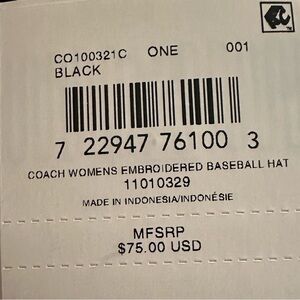 CO100321C ONE 001
BLACK
7 22947 76100 3
COACH WOMENS EMBROIDERED BASEBALL HAT
11010329
MADE IN INDONESIA/INDONÉSIE
MFSRP
$75.00 USD